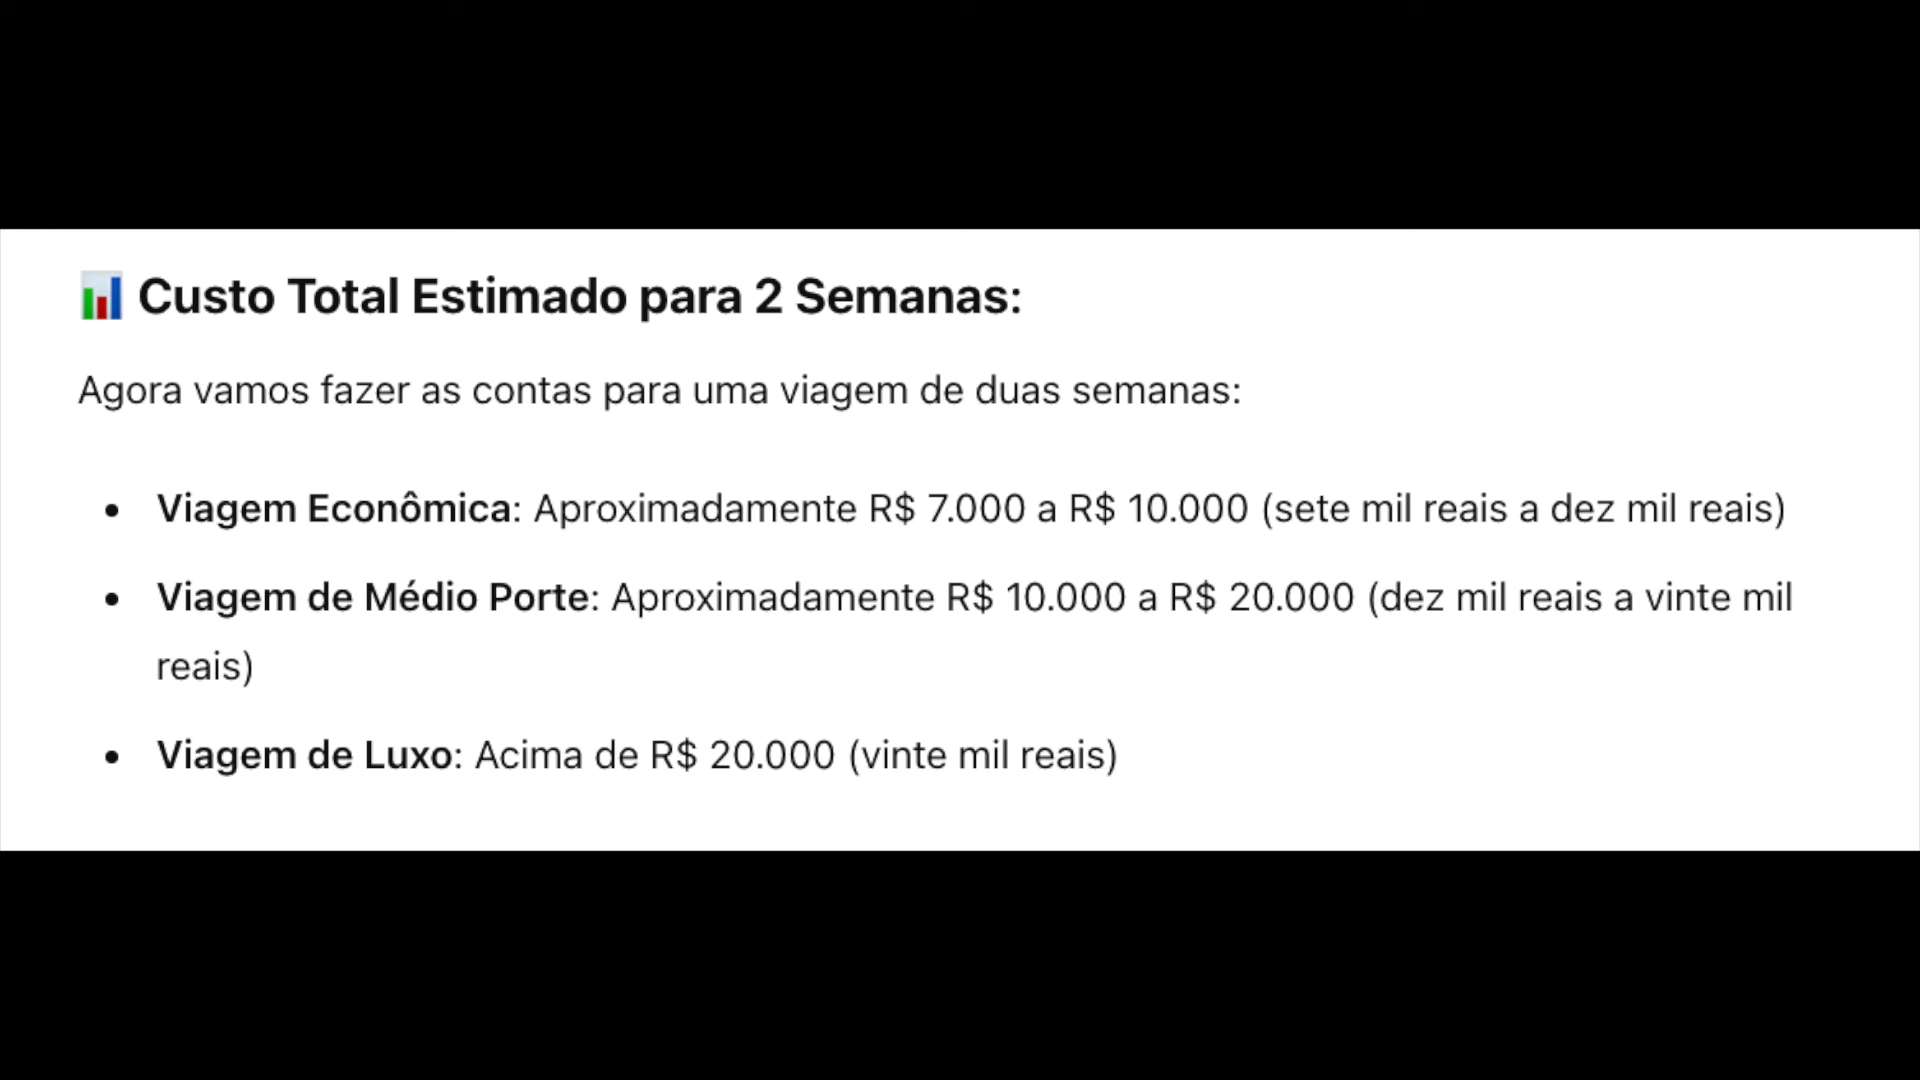 📊 Custo Total Estimado para 2 Semanas:
Agora vamos fazer as contas para uma viagem de duas semanas:
• Viagem Econômica: Aproximadamente R$ 7.000 a R$ 10.000 (sete mil reais a dez mil reais)
• Viagem de Médio Porte: Aproximadamente R$ 10.000 a R$ 20.000 (dez mil reais a vinte mil
reais)
• Viagem de Luxo: Acima de R$ 20.000 (vinte mil reais)